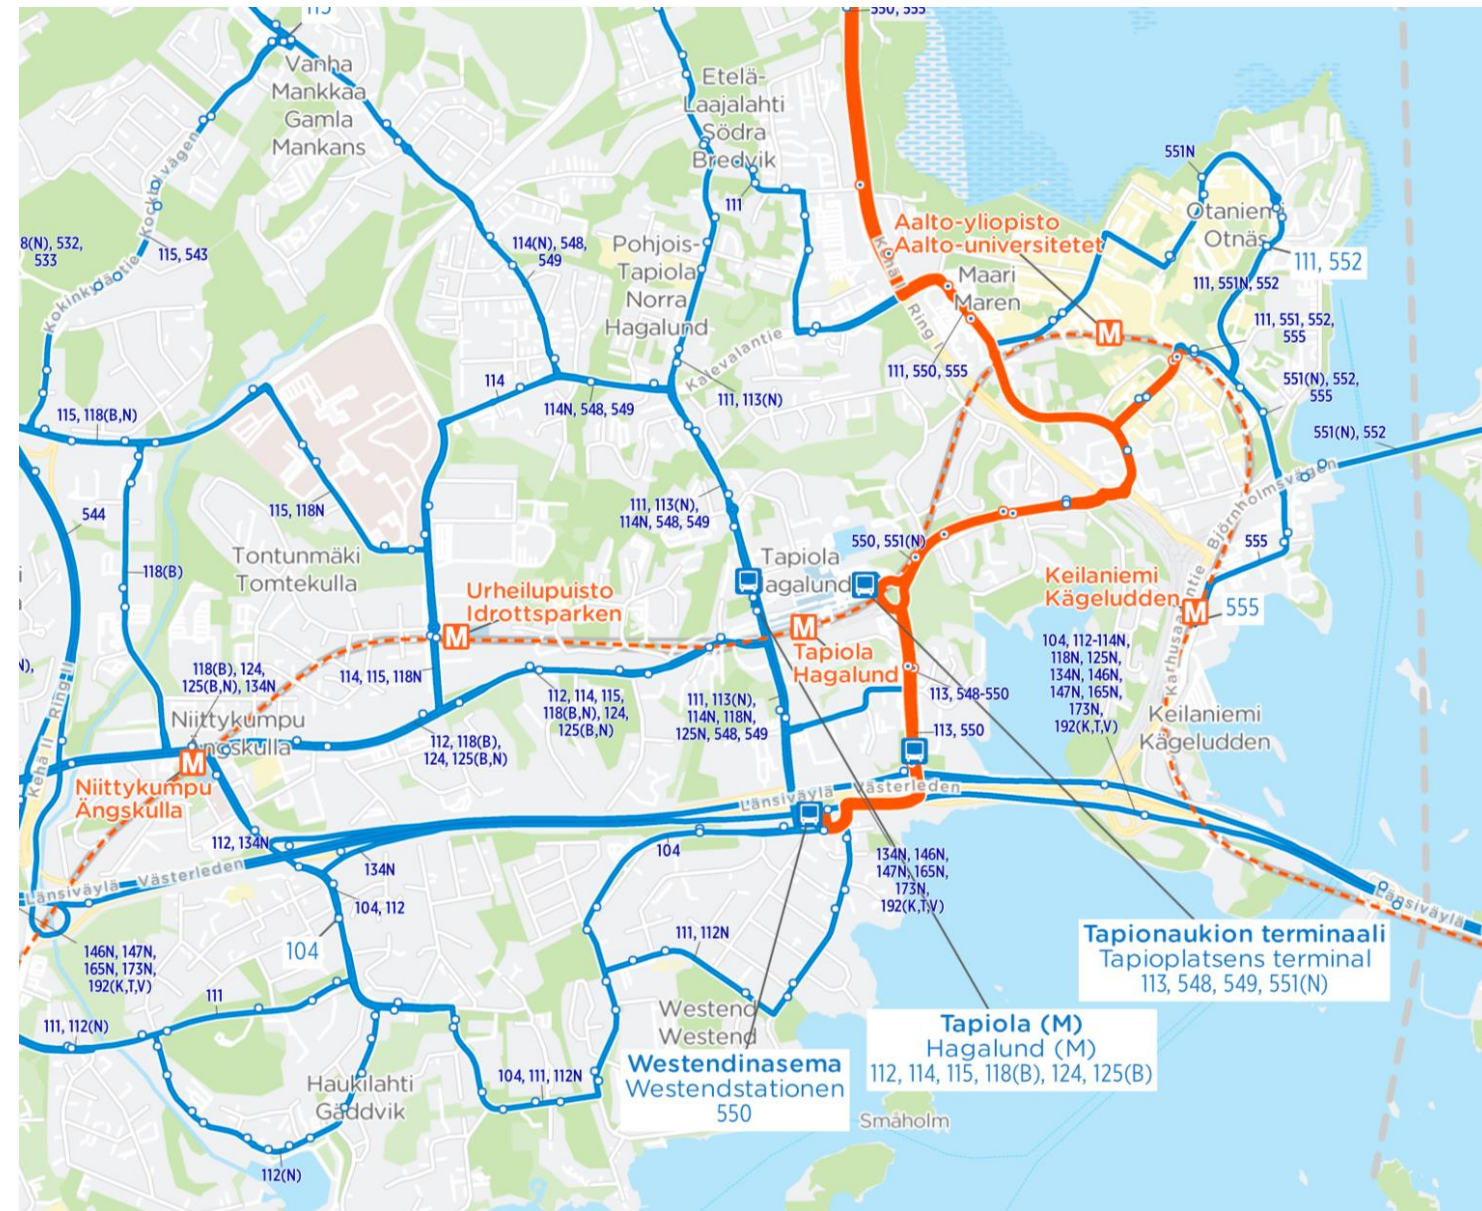 115
550, 555
Vanha
Mankkaa
Gamla
Mankans
Etelä-
Laajalahti
Södra
Bredvik
111
551N
Otaniemi
Otnäs
111, 552
111, 551N, 552
Kockbyvägen
8(N), 532,
533
115, 543
Kokinkyläntie
114(N), 548,
549
Pohjois-
Tapiola
Norra
Hagalund
Kehä I
Ring I
Aalto-yliopisto
Aalto-universitetet
M
Maari
Maren
111, 551, 552,
555
551(N), 552,
555
551(N), 552
Kalevalantie
111, 550, 555
114
114N, 548, 549
111, 113(N)
115, 118(B,N)
544
115, 118N
118(B)
Tontunmäki
Tomtekulla
111, 113(N),
114N, 548, 549
Tapiola
Hagalund
550, 551(N)
Björnholmsvägen
555
Keilaniemi
Kägeludden
M
555
Urheilupuisto
Idrottsparken
M
M
Tapiola
Hagalund
N),
118(B), 124,
125(B,N), 134N
114, 115, 118N
112, 114, 115,
118(B,N), 124,
125(B,N)
111, 113(N),
114N, 118N,
125N, 548, 549
113, 548-550
113, 550
104, 112-114N,
118N, 125N,
134N, 146N,
147N, 165N,
173N,
192(K,T,V)
Keilaniemi
Kägeludden
Kehä II
Ring II
Niittykumpu
Ängskulla
M
Niittykumpu
Ängskulla
112, 118(B),
124, 125(B,N)
Länsiväylä
Västerleden
112, 134N
134N
104
104, 112
Länsiväylä
Västerleden
134N, 146N,
147N, 165N,
173N,
192(K,T,V)
Länsiväylä
104
146N, 147N,
165N, 173N,
192(K,T,V)
111
111, 112(N)
111, 112N
Tapionaukion terminaali
Tapioplatsens terminal
113, 548, 549, 551(N)
Westend
Westend
Tapiola (M)
Hagalund (M)
112, 114, 115, 118(B), 124, 125(B)
Westendinasema
Westendstationen
550
Haukilahti
Gäddvik
104, 111, 112N
Småholm
112(N)